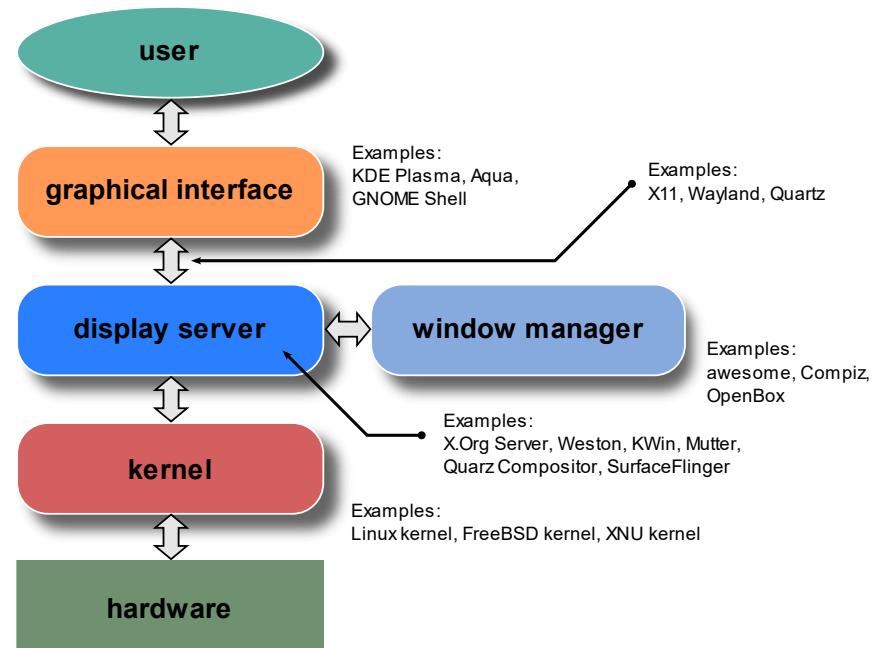 user
graphical interface
Examples:
KDE Plasma, Aqua,
GNOME Shell
Examples:
X11, Wayland, Quartz
display server
window manager
Examples:
awesome, Compiz,
OpenBox
Examples:
X.Org Server, Weston, KWin, Mutter,
Quarz Compositor, SurfaceFlinger
kernel
Examples:
Linux kernel, FreeBSD kernel, XNU kernel
hardware